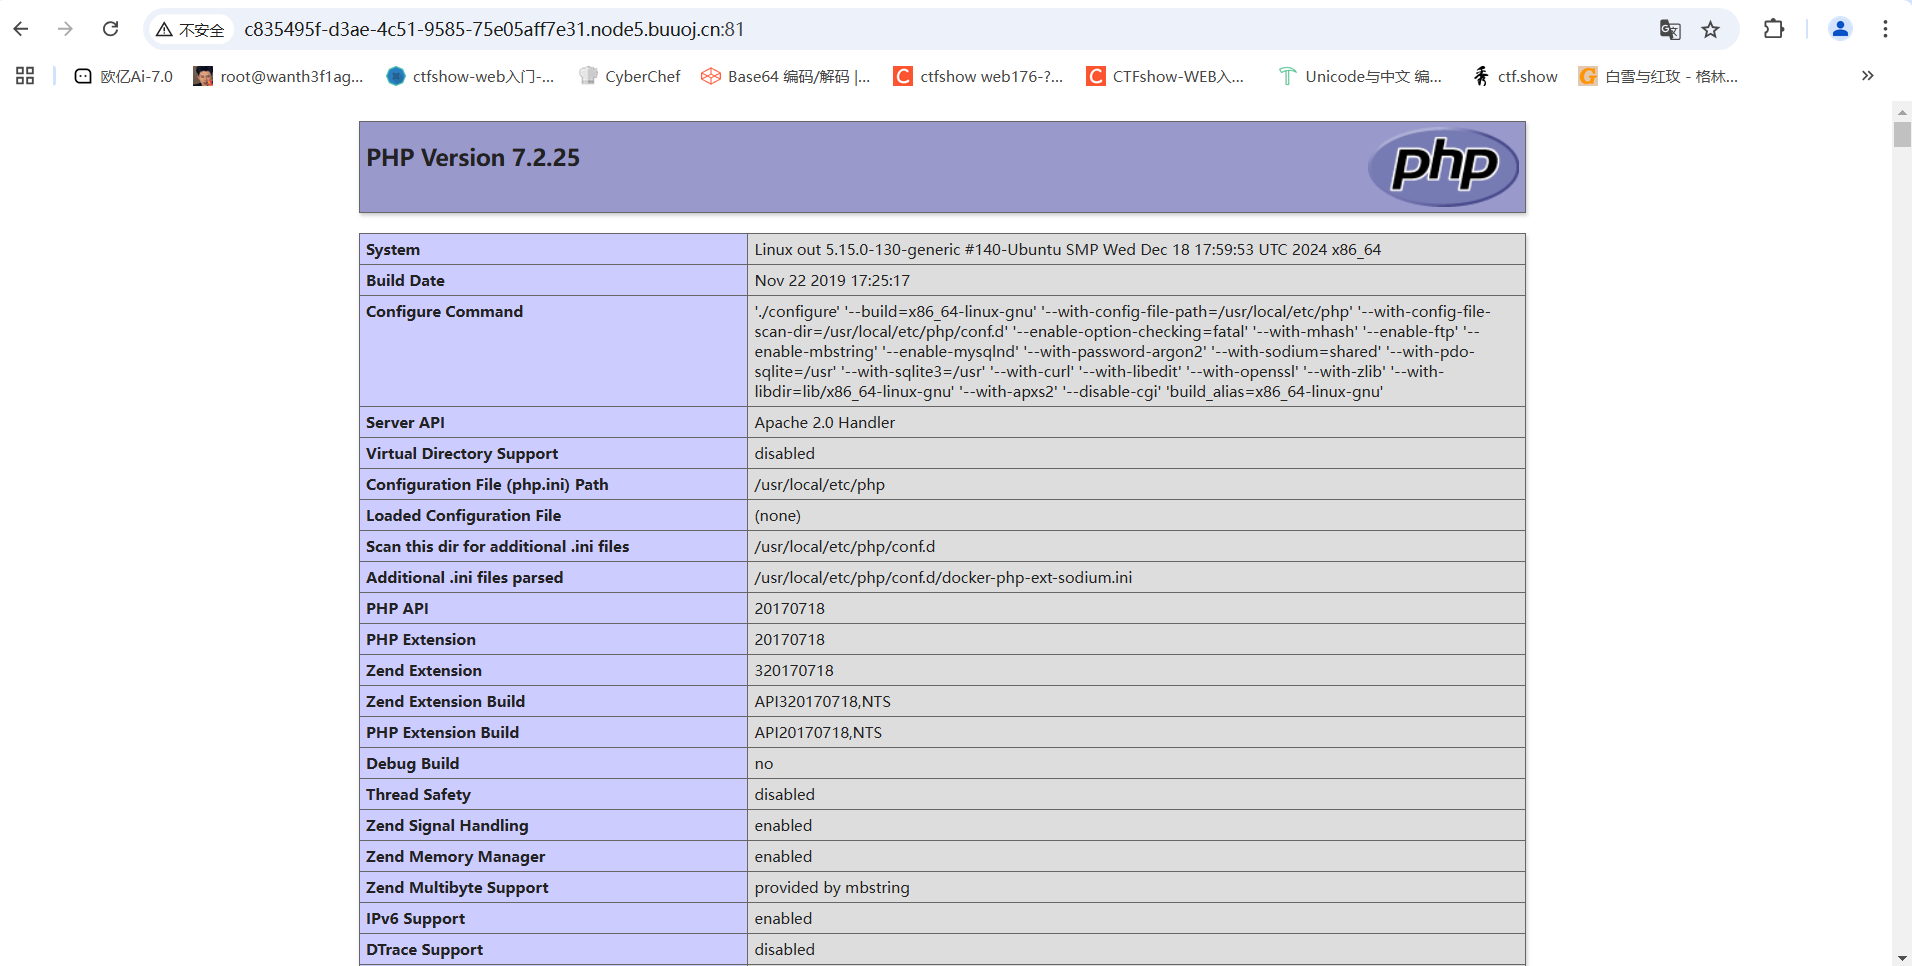 不安全 c835495f-d3ae-4c51-9585-75e05aff7e31.node5.buuoj.cn:81
欧亿Ai-7.0 root@wanth3f1ag... ctfshow-web入门-... CyberChef Base64 编码/解码 |... ctfshow web176-?... CTFshow-WEB入... Unicode与中文 编... ctf.show 白雪与红玫 - 格林...
PHP Version 7.2.25
php
System Linux out 5.15.0-130-generic #140-Ubuntu SMP Wed Dec 18 17:59:53 UTC 2024 x86_64
Build Date Nov 22 2019 17:25:17
Configure Command './configure' '--build=x86_64-linux-gnu' '--with-config-file-path=/usr/local/etc/php' '--with-config-file-
scan-dir=/usr/local/etc/php/conf.d' '--enable-option-checking=fatal' '--with-mhash' '--enable-ftp' '--
enable-mbstring' '--enable-mysqlnd' '--with-password-argon2' '--with-sodium=shared' '--with-pdo-
sqlite=/usr' '--with-sqlite3=/usr' '--with-curl' '--with-libedit' '--with-openssl' '--with-zlib' '--with-
libdir=lib/x86_64-linux-gnu' '--with-apxs2' '--disable-cgi' 'build_alias=x86_64-linux-gnu'
Server API Apache 2.0 Handler
Virtual Directory Support disabled
Configuration File (php.ini) Path /usr/local/etc/php
Loaded Configuration File (none)
Scan this dir for additional .ini files /usr/local/etc/php/conf.d
Additional .ini files parsed /usr/local/etc/php/conf.d/docker-php-ext-sodium.ini
PHP API 20170718
PHP Extension 20170718
Zend Extension 320170718
Zend Extension Build API320170718,NTS
PHP Extension Build API20170718,NTS
Debug Build no
Thread Safety disabled
Zend Signal Handling enabled
Zend Memory Manager enabled
Zend Multibyte Support provided by mbstring
IPv6 Support enabled
DTrace Support disabled